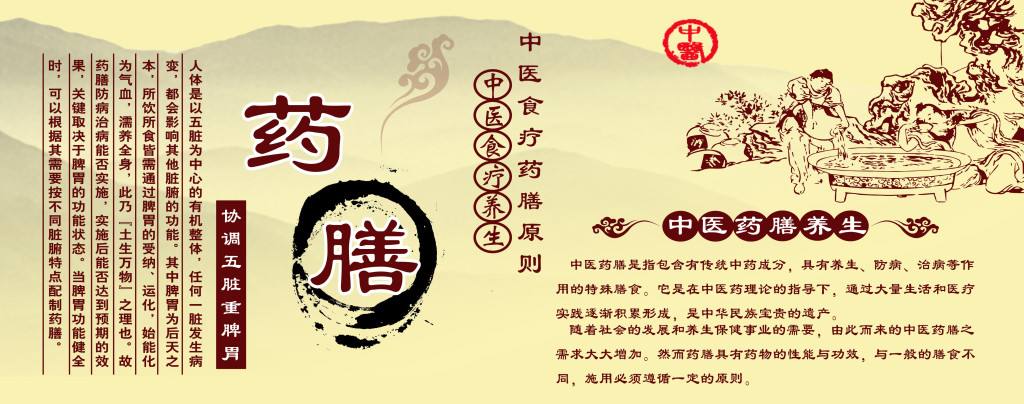 人体是以五脏为中心的有机整体，任何一脏发生病
变，都会影响其他脏腑的功能。其中脾胃为后天之
本，所饮所食皆需通过脾胃的受纳、运化，始能化
为气血，濡养全身，此乃『土生万物』之理也。故
药膳防病治病能否实施，实施后能否达到预期的效
果，关键取决于脾胃的功能状态。当脾胃功能健全
时，可以根据其需要按不同脏腑特点配制药膳。
药膳
协调五脏重脾胃
中医食疗养生
中医食疗药膳原则
中醫
中医药膳养生
中医药膳是指包含有传统中药成分，具有养生、防病、治病等作
用的特殊膳食。它是在中医药理论的指导下，通过大量生活和医疗
实践逐渐积累形成，是中华民族宝贵的遗产。
随着社会的发展和养生保健事业的需要，由此而来的中医药膳之
需求大大增加。然而药膳具有药物的性能与功效，与一般的膳食不
同，施用必须遵循一定的原则。